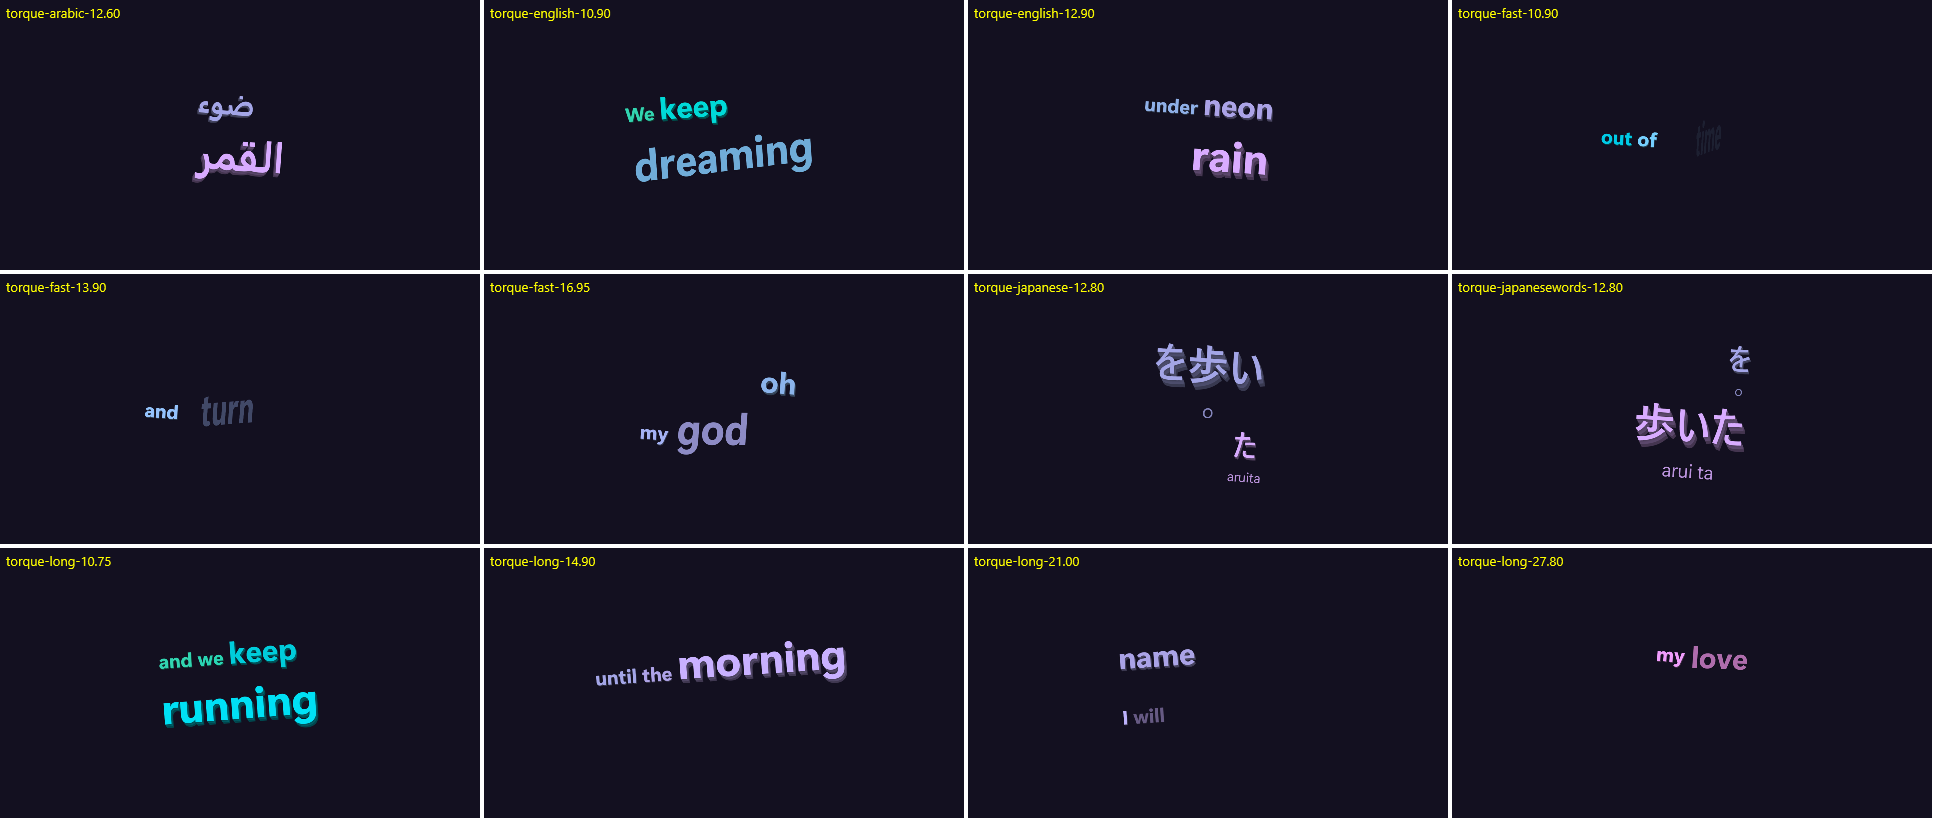 torque-arabic-12.60
ضوء
القمر
torque-english-10.90
We keep
dreaming
torque-english-12.90
under neon
rain
torque-fast-10.90
out of time
torque-fast-13.90
and turn
torque-fast-16.95
oh
my god
torque-japanese-12.80
を歩い
o
た
aruita
torque-japanesewords-12.80
を
o
歩いた
arui ta
torque-long-10.75
and we keep
running
torque-long-14.90
until the morning
torque-long-21.00
name
I will
torque-long-27.80
my love